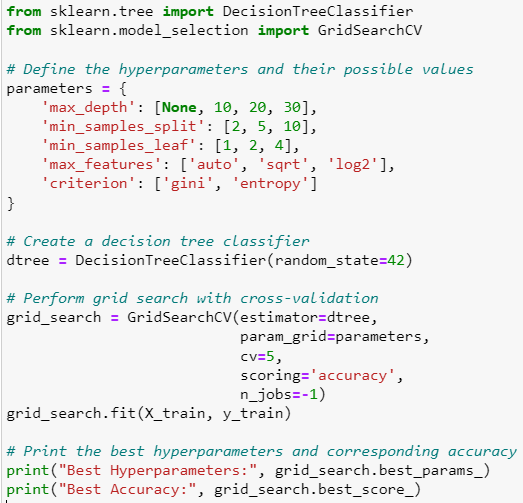 from sklearn.tree import DecisionTreeClassifier
from sklearn.model_selection import GridSearchCV

# Define the hyperparameters and their possible values
parameters = {
    'max_depth': [None, 10, 20, 30],
    'min_samples_split': [2, 5, 10],
    'min_samples_leaf': [1, 2, 4],
    'max_features': ['auto', 'sqrt', 'log2'],
    'criterion': ['gini', 'entropy']
}

# Create a decision tree classifier
dtree = DecisionTreeClassifier(random_state=42)

# Perform grid search with cross-validation
grid_search = GridSearchCV(estimator=dtree,
                           param_grid=parameters,
                           cv=5,
                           scoring='accuracy',
                           n_jobs=-1)
grid_search.fit(X_train, y_train)

# Print the best hyperparameters and corresponding accuracy
print("Best Hyperparameters:", grid_search.best_params_)
print("Best Accuracy:", grid_search.best_score_)